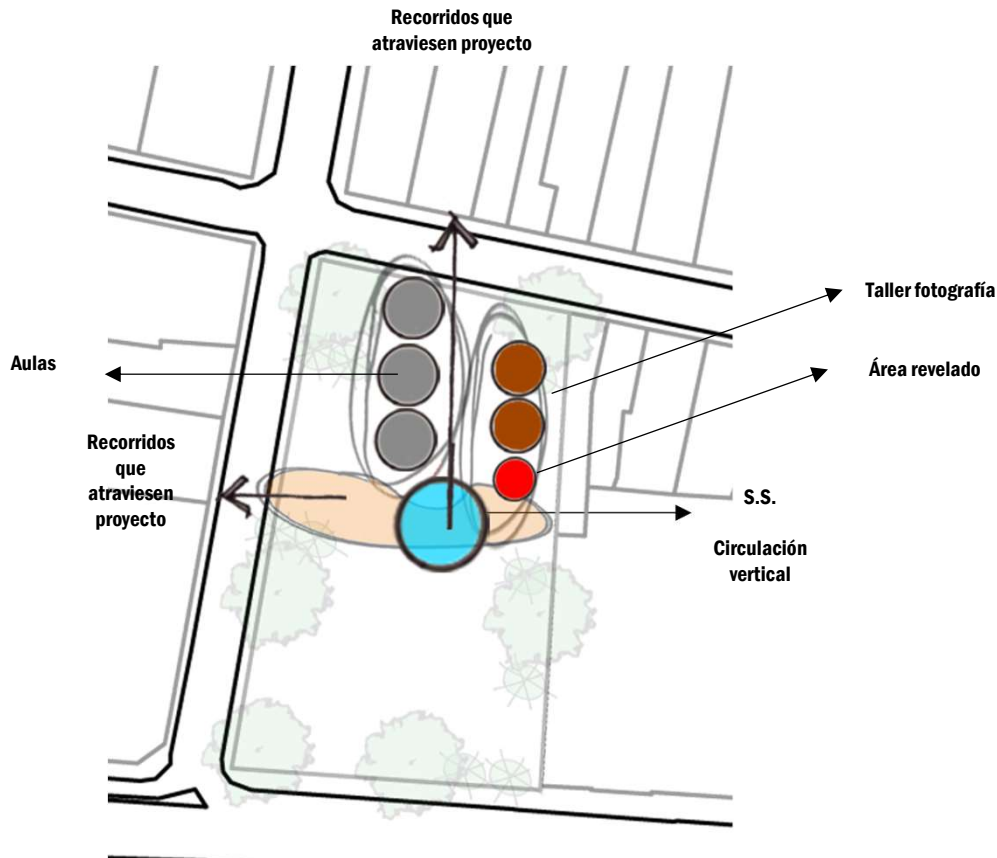 Recorridos que
atraviesen proyecto
Taller fotografía
Área revelado
Aulas
Recorridos
que
atraviesen
proyecto
S.S.
Circulación
vertical